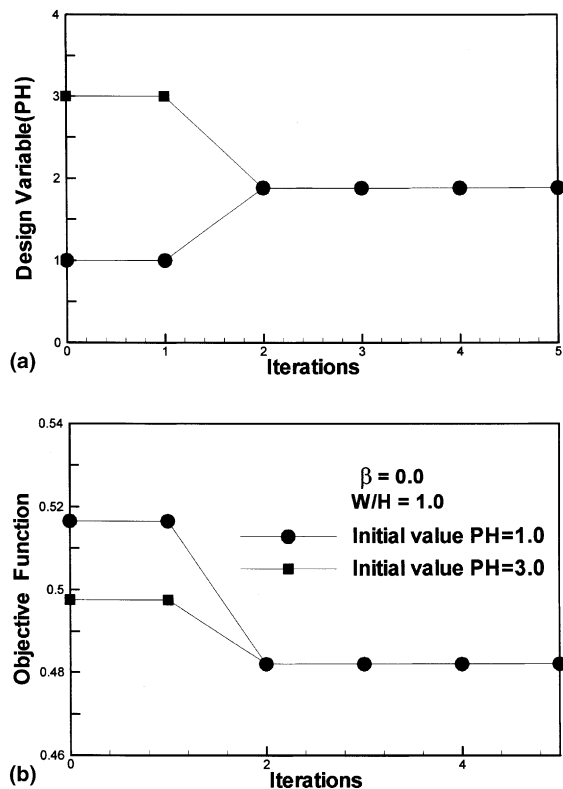 4
3
2
1
0
Design Variable(PH)
0
1
2
3
4
5
Iterations
(a)
0.54
0.52
0.5
0.48
0.46
Objective Function
β = 0.0
W/H = 1.0
Initial value PH=1.0
Initial value PH=3.0
0
2
4
Iterations
(b)